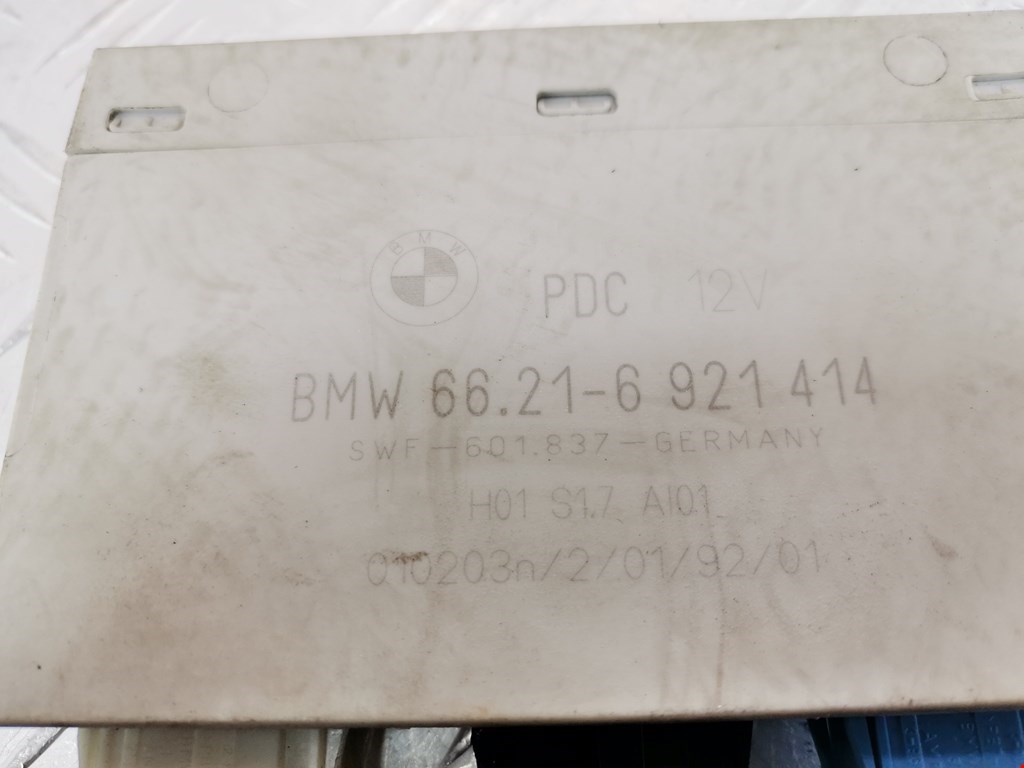 BMW
PDC 12V
BMW 66.21-6 921 414
SWF-601.837-GERMANY
H01 S1.7 AI01
010203n/2/01/92/01